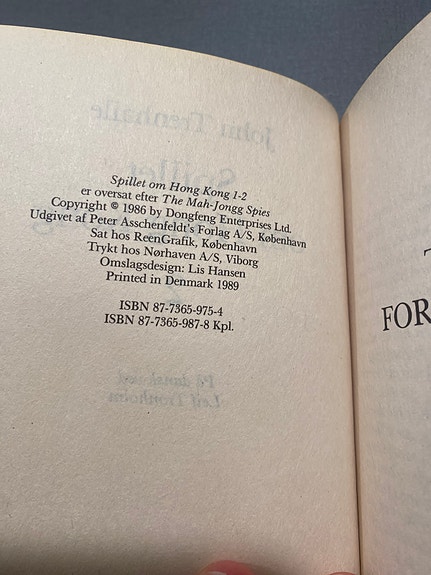 Spillet om Hong Kong 1-2
er oversat efter The Mah-Jongg Spies
Copyright © 1986 by Dongfeng Enterprises Ltd.
Udgivet af Peter Asschenfeldt's Forlag A/S, København
Sat hos ReenGrafik, København
Trykt hos Nørhaven A/S, Viborg
Omslagsdesign: Lis Hansen
Printed in Denmark 1989
ISBN 87-7365-975-4
ISBN 87-7365-987-8 Kpl.
FOR